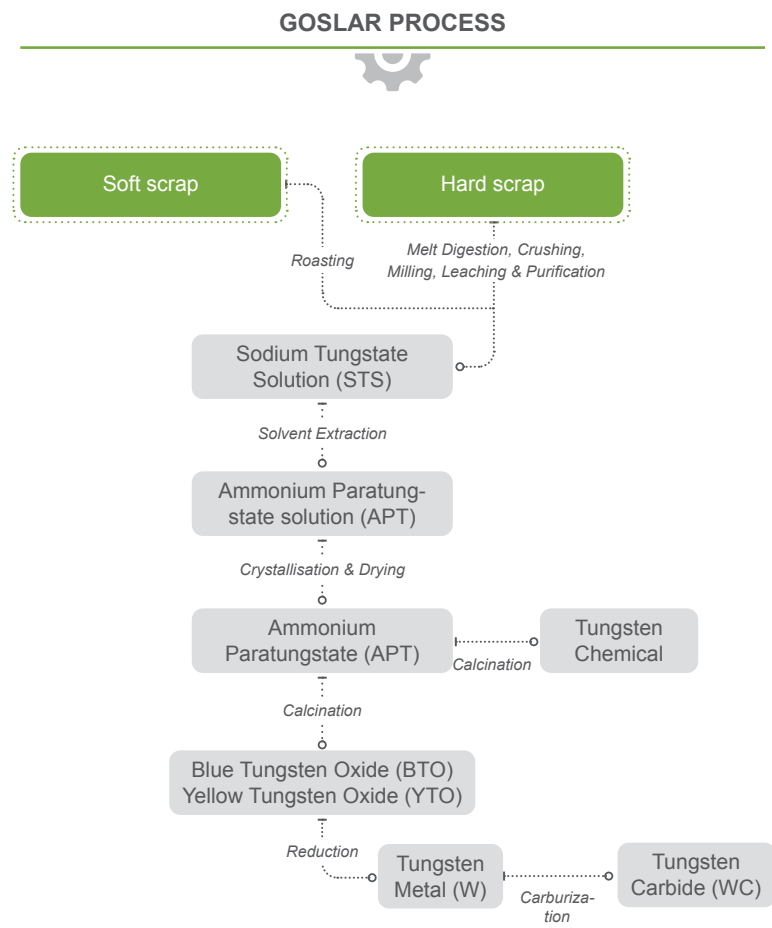 GOSLAR PROCESS
Soft scrap
Hard scrap
Roasting
Melt Digestion, Crushing,
Milling, Leaching & Purification
Sodium Tungstate
Solution (STS)
Solvent Extraction
Ammonium Paratung-
state solution (APT)
Crystallisation & Drying
Ammonium
Paratungstate (APT)
Calcination
Tungsten
Chemical
Calcination
Blue Tungsten Oxide (BTO)
Yellow Tungsten Oxide (YTO)
Reduction
Tungsten
Metal (W)
Carburiza-
tion
Tungsten
Carbide (WC)